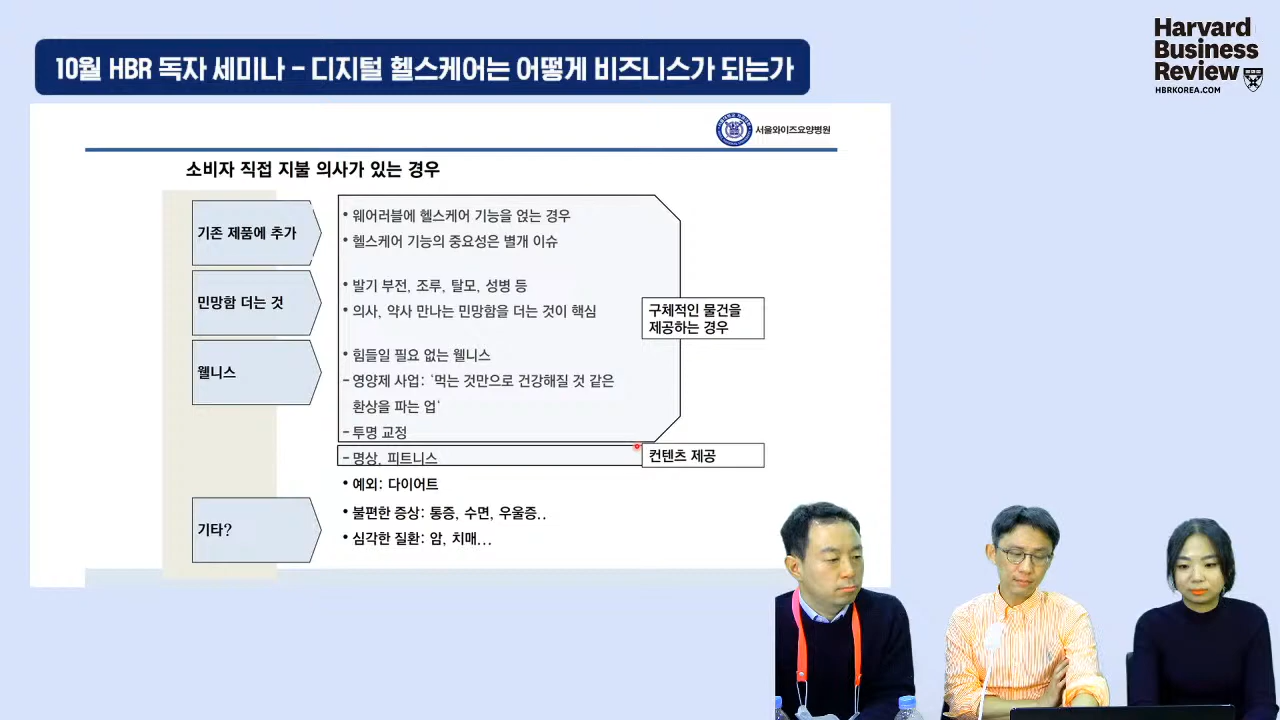 Harvard
Business
Review
HBRKOREA.COM
10월 HBR 독자 세미나 - 디지털 헬스케어는 어떻게 비즈니스가 되는가
서울와이즈요양병원
소비자 직접 지불 의사가 있는 경우
기존 제품에 추가
• 웨어러블에 헬스케어 기능을 얹는 경우
• 헬스케어 기능의 중요성은 별개 이슈
민망함 더는 것
• 발기 부전, 조루, 탈모, 성병 등
• 의사, 약사 만나는 민망함을 더는 것이 핵심
구체적인 물건을
제공하는 경우
웰니스
• 힘들일 필요 없는 웰니스
- 영양제 사업: '먹는 것만으로 건강해질 것 같은
환상을 파는 업'
- 투명 교정
- 명상, 피트니스
컨텐츠 제공
• 예외: 다이어트
기타?
• 불편한 증상: 통증, 수면, 우울증..
• 심각한 질환: 암, 치매...